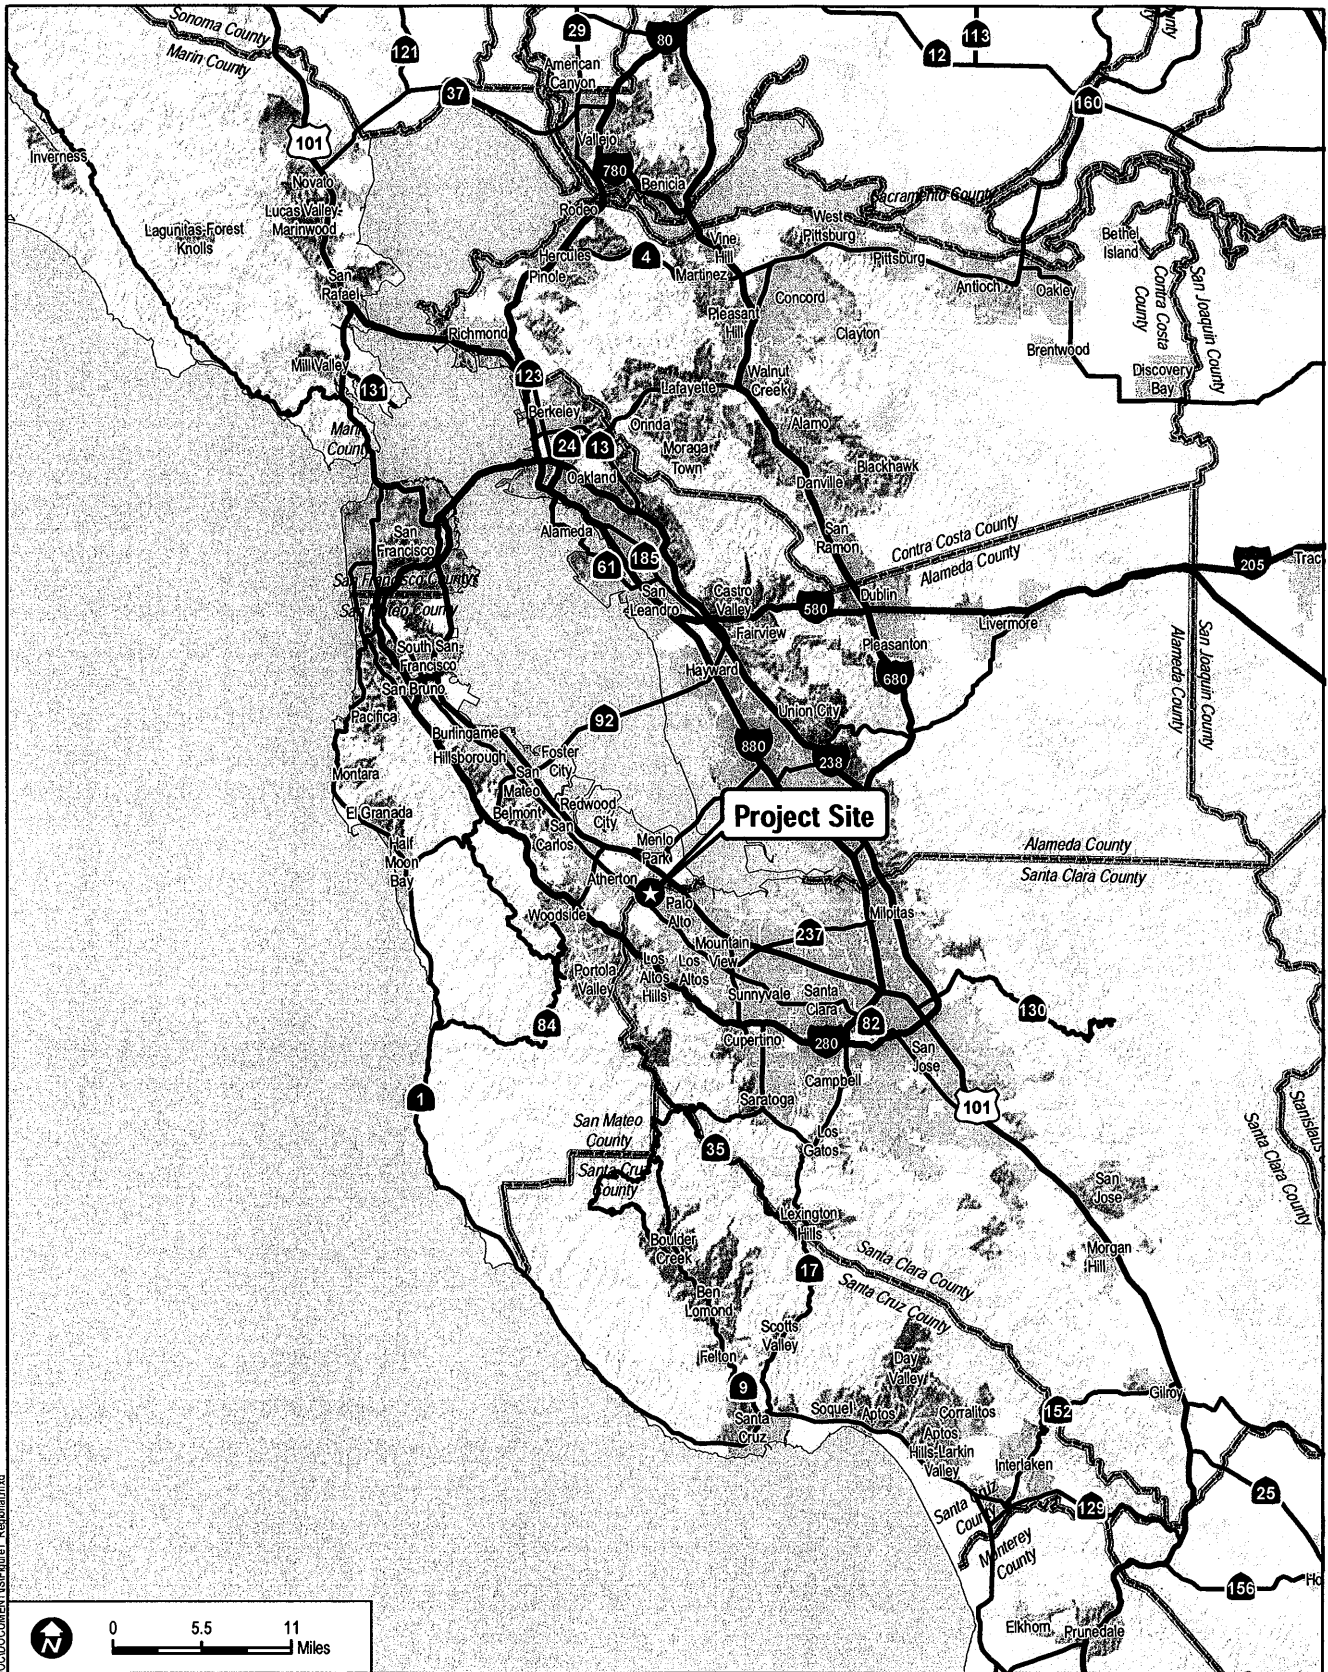 Sonoma County
Marin County
121
29
80
American
Canyon
12
113
37
160
101
Inverness
Vallejo
780
Benicia
Novato
Lucas Valley-
Marinwood
Lagunitas-Forest
Knolls
Rodeo
Sacramento County
West
Pittsburg
Vine
Hill
Hercules
4
Pinole
Martinez
Pittsburg
Bethel
Island
San
Rafael
Antioch
Oakley
Concord
Pleasant
Hill
Contra Costa
County
San Joaquin County
Richmond
Clayton
Brentwood
Mill Valley
123
131
Walnut
Creek
Lafayette
Discovery
Bay
Berkeley
Orinda
Alamo
Marin
County
24
13
Moraga
Town
Blackhawk
Oakland
Danville
San
Francisco
Alameda
San
Ramon
Contra Costa County
Alameda County
61
185
205
San Francisco County
San Mateo County
San
Leandro
Castro
Valley
580
Dublin
Livermore
Fairview
Pleasanton
South San
Francisco
San Bruno
Hayward
680
San Joaquin County
Alameda County
Pacifica
92
Union City
Burlingame
Hillsborough
880
238
Foster
City
Montara
San
Mateo
Belmont
Redwood
City
Project Site
El Granada
Half
Moon
Bay
San
Carlos
Menlo
Park
Alameda County
Santa Clara County
Atherton
Palo
Alto
Woodside
Milpitas
237
Mountain
View
Los
Altos
Hills
Los
Altos
Portola
Valley
Sunnyvale
Santa
Clara
84
130
82
280
Cupertino
San
Jose
Campbell
1
Saratoga
101
San Mateo
County
Santa Cruz
County
35
Los
Gatos
Stanislaus
Santa Clara County
San
Jose
Lexington
Hills
Boulder
Creek
Morgan
Hill
Santa Clara County
Santa Cruz County
17
Ben
Lomond
Scotts
Valley
Felton
Day
Valley
9
Gilroy
152
Santa
Cruz
Soquel
Aptos
Corralitos
Aptos
Hills-Larkin
Valley
Interlaken
25
Santa Cruz
County
129
Monterey
County
156
Ho
Elkhorn
Prunedale
N
0 5.5 11
Miles